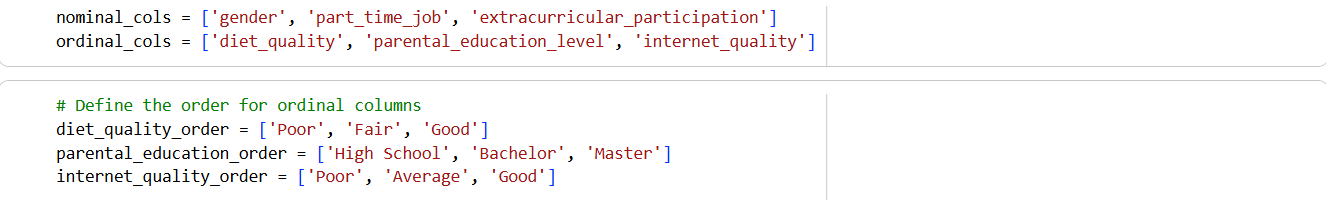 nominal_cols = ['gender', 'part_time_job', 'extracurricular_participation']
ordinal_cols = ['diet_quality', 'parental_education_level', 'internet_quality']
# Define the order for ordinal columns
diet_quality_order = ['Poor', 'Fair', 'Good']
parental_education_order = ['High School', 'Bachelor', 'Master']
internet_quality_order = ['Poor', 'Average', 'Good']